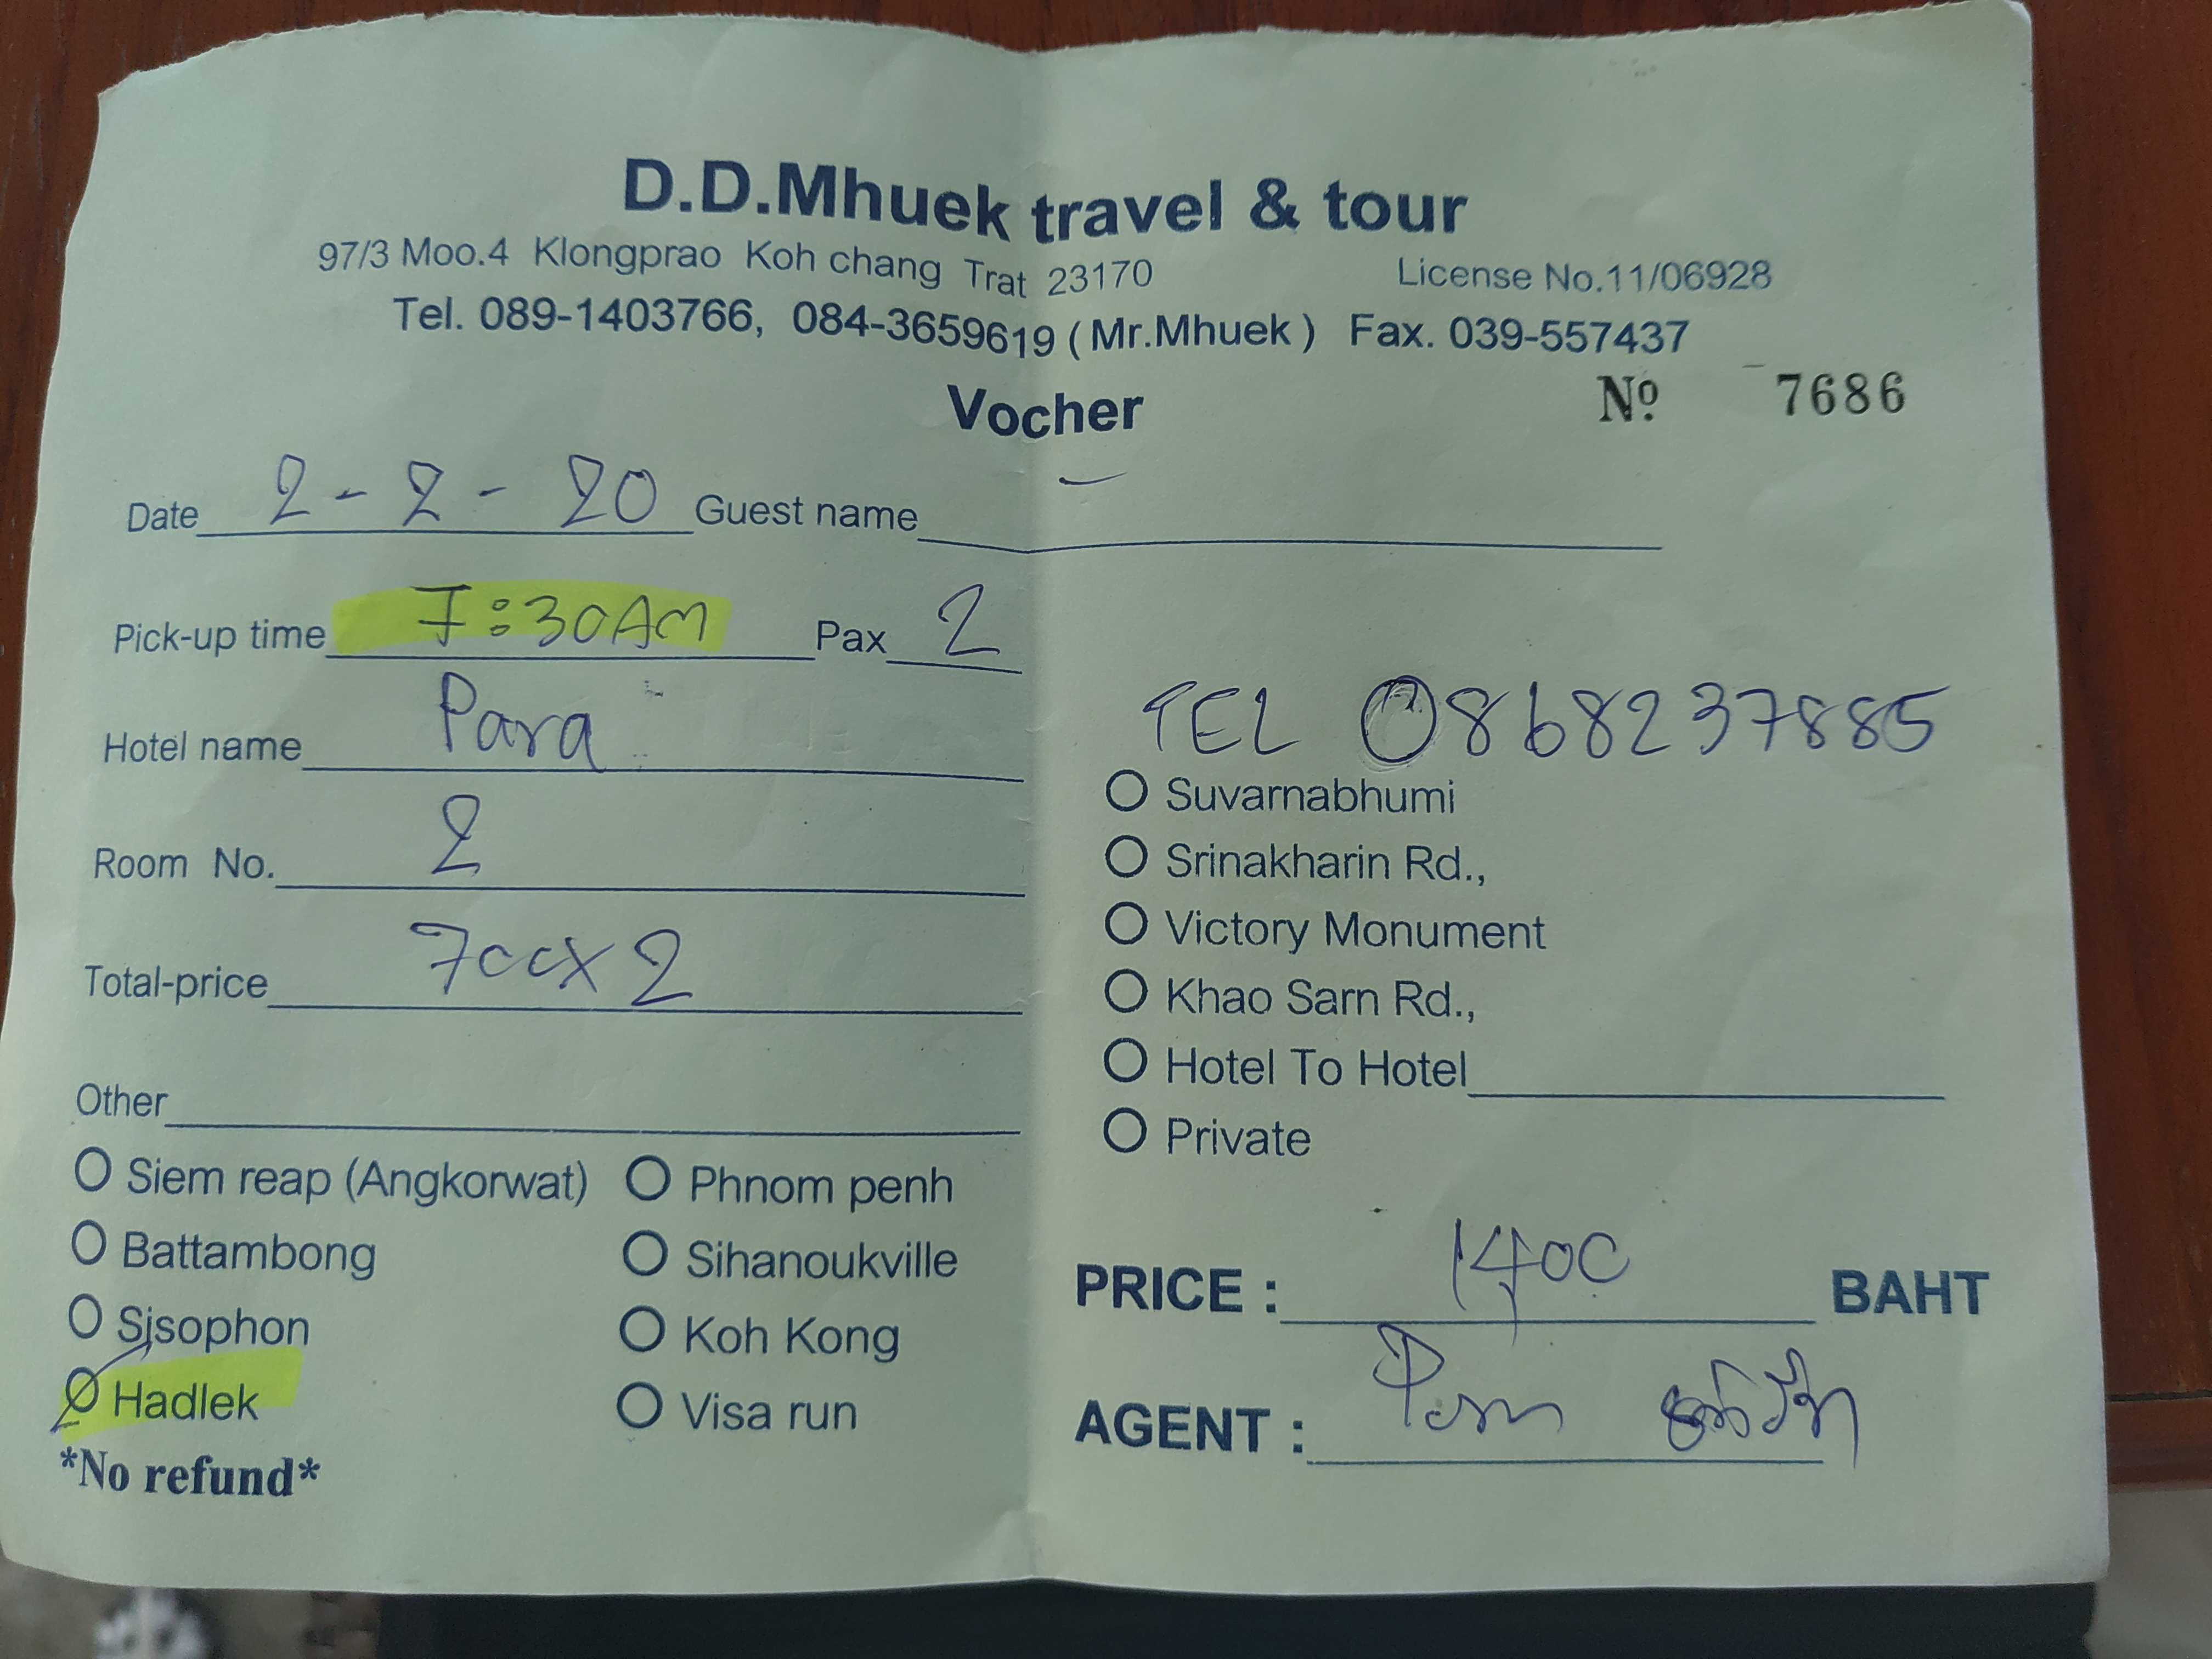 D.D.Mhuek travel & tour
97/3 Moo.4 Klongprao Koh chang Trat 23170 License No.11/06928
Tel. 089-1403766, 084-3659619 ( Mr.Mhuek ) Fax. 039-557437
Vocher Nº 7686
Date 2 - 2 - 20 Guest name
Pick-up time 7:30AM Pax 2
Hotel name Para
TEL 0868237885
Room No. 2
Total-price 700x2
Other
Suvarnabhumi
Srinakharin Rd.,
Victory Monument
Khao Sarn Rd.,
Hotel To Hotel
Private
Siem reap (Angkorwat) Phnom penh
Battambong Sihanoukville
Sisophon Koh Kong
Hadlek Visa run
*No refund*
PRICE : 1400 BAHT
AGENT :